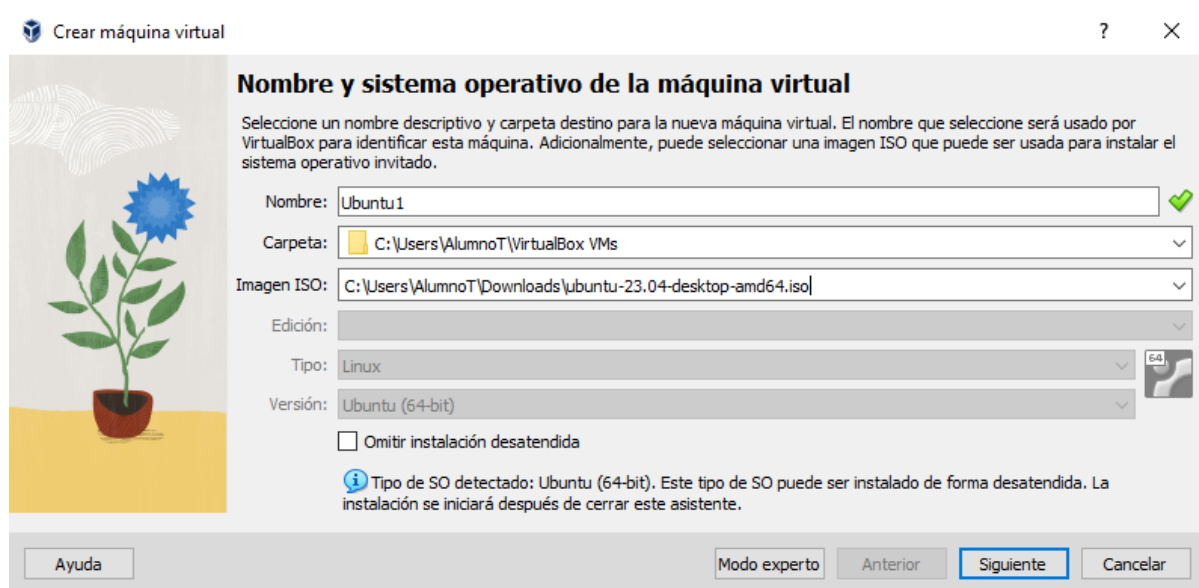 Crear máquina virtual
?
Nombre y sistema operativo de la máquina virtual
Seleccione un nombre descriptivo y carpeta destino para la nueva máquina virtual. El nombre que seleccione será usado por
VirtualBox para identificar esta máquina. Adicionalmente, puede seleccionar una imagen ISO que puede ser usada para instalar el
sistema operativo invitado.
Nombre: Ubuntu1
Carpeta: C:\Users\AlumnoT\VirtualBox VMs
Imagen ISO: C:\Users\AlumnoT\Downloads\ubuntu-23.04-desktop-amd64.iso
Edición:
Tipo: Linux
64
Versión: Ubuntu (64-bit)
Omitir instalación desatendida
Tipo de SO detectado: Ubuntu (64-bit). Este tipo de SO puede ser instalado de forma desatendida. La
instalación se iniciará después de cerrar este asistente.
Ayuda Modo experto Anterior Siguiente Cancelar